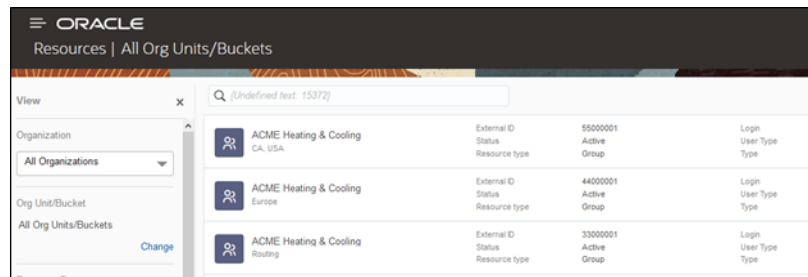 ORACLE
Resources | All Org Units/Buckets
View x
(Undefined text: 15372)
Organization
All Organizations
Org Unit/Bucket
All Org Units/Buckets
Change
ACME Heating & Cooling
CA, USA
External ID 55000001 Login
Status Active User Type
Resource type Group Type
ACME Heating & Cooling
Europe
External ID 44000001 Login
Status Active User Type
Resource type Group Type
ACME Heating & Cooling
Routing
External ID 33000001 Login
Status Active User Type
Resource type Group Type